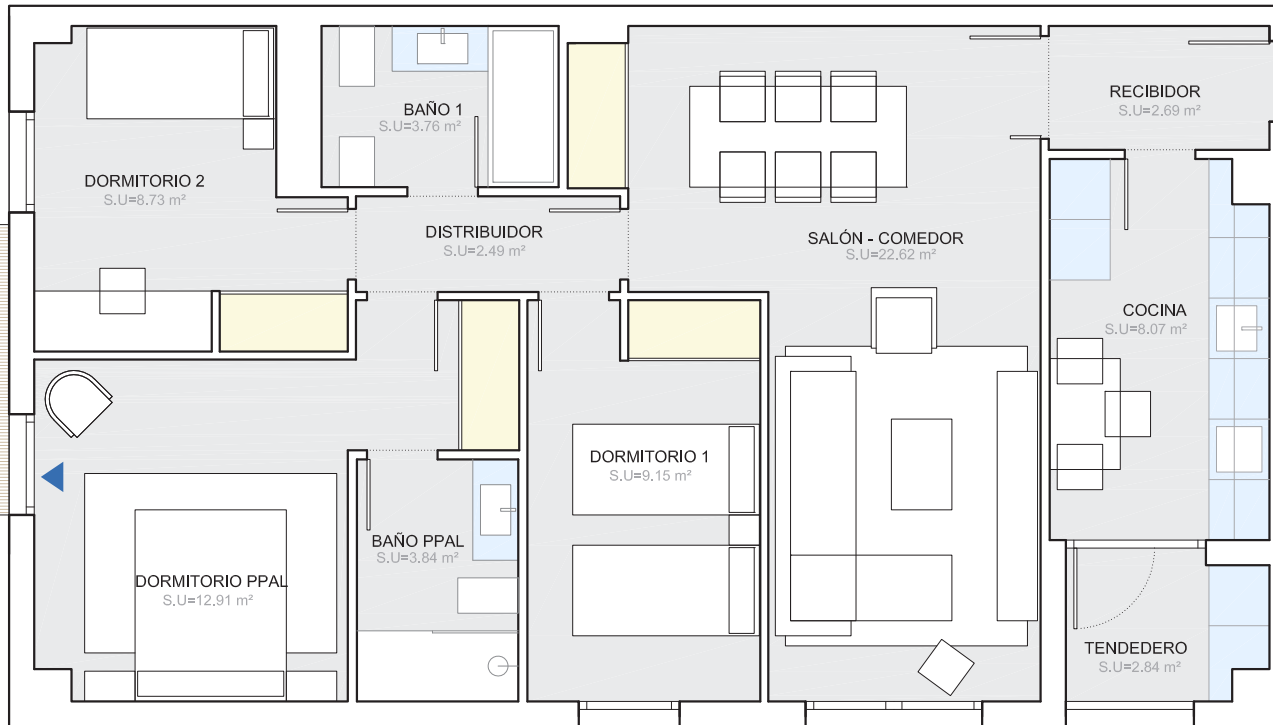 BAÑO 1
S.U=3.76 m²
RECIBIDOR
S.U=2.69 m²
DORMITORIO 2
S.U=8.73 m²
DISTRIBUIDOR
S.U=2.49 m²
SALÓN - COMEDOR
S.U=22.62 m²
COCINA
S.U=8.07 m²
DORMITORIO 1
S.U=9.15 m²
BAÑO PPAL
S.U=3.84 m²
DORMITORIO PPAL
S.U=12.91 m²
TENDEDERO
S.U=2.84 m²